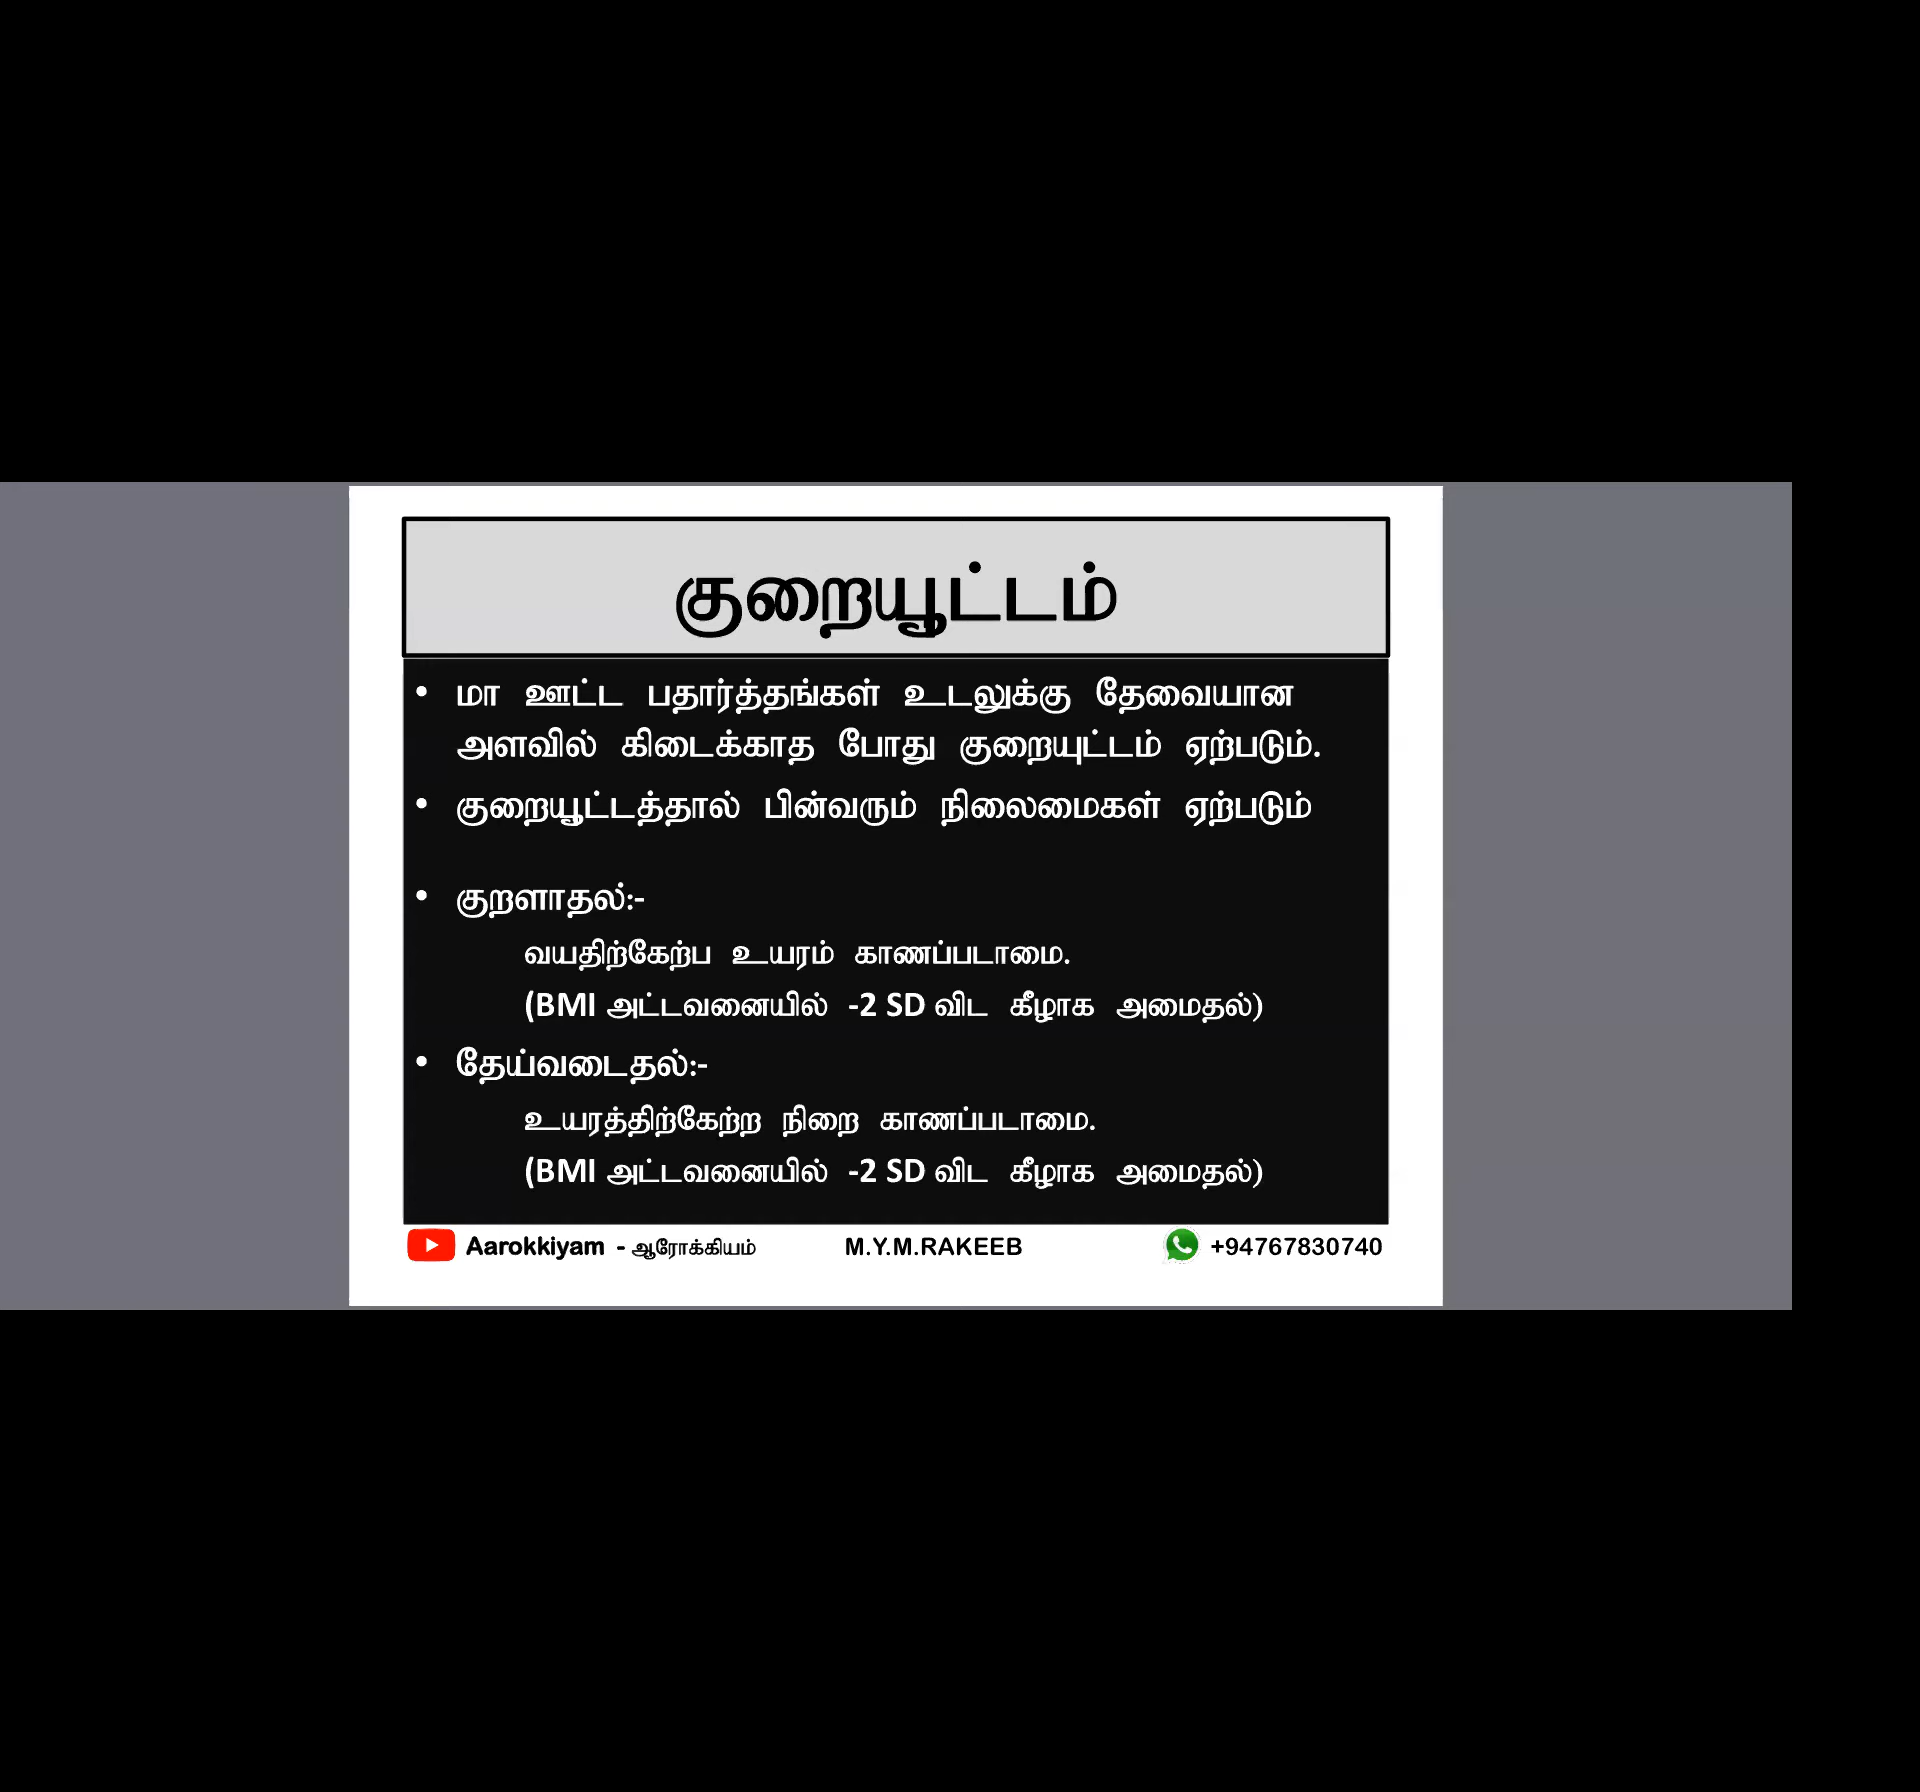 குறையூட்டம்
• மா ஊட்ட பதார்த்தங்கள் உடலுக்கு தேவையான
அளவில் கிடைக்காத போது குறையுட்டம் ஏற்படும்.
• குறையூட்டத்தால் பின்வரும் நிலைமைகள் ஏற்படும்
• குறளாதல்:-
வயதிற்கேற்ப உயரம் காணப்படாமை.
(BMI அட்டவனையில் -2 SD விட கீழாக அமைதல்)
• தேய்வடைதல்:-
உயரத்திற்கேற்ற நிறை காணப்படாமை.
(BMI அட்டவனையில் -2 SD விட கீழாக அமைதல்)
Aarokkiyam - ஆரோக்கியம் M.Y.M.RAKEEB +94767830740